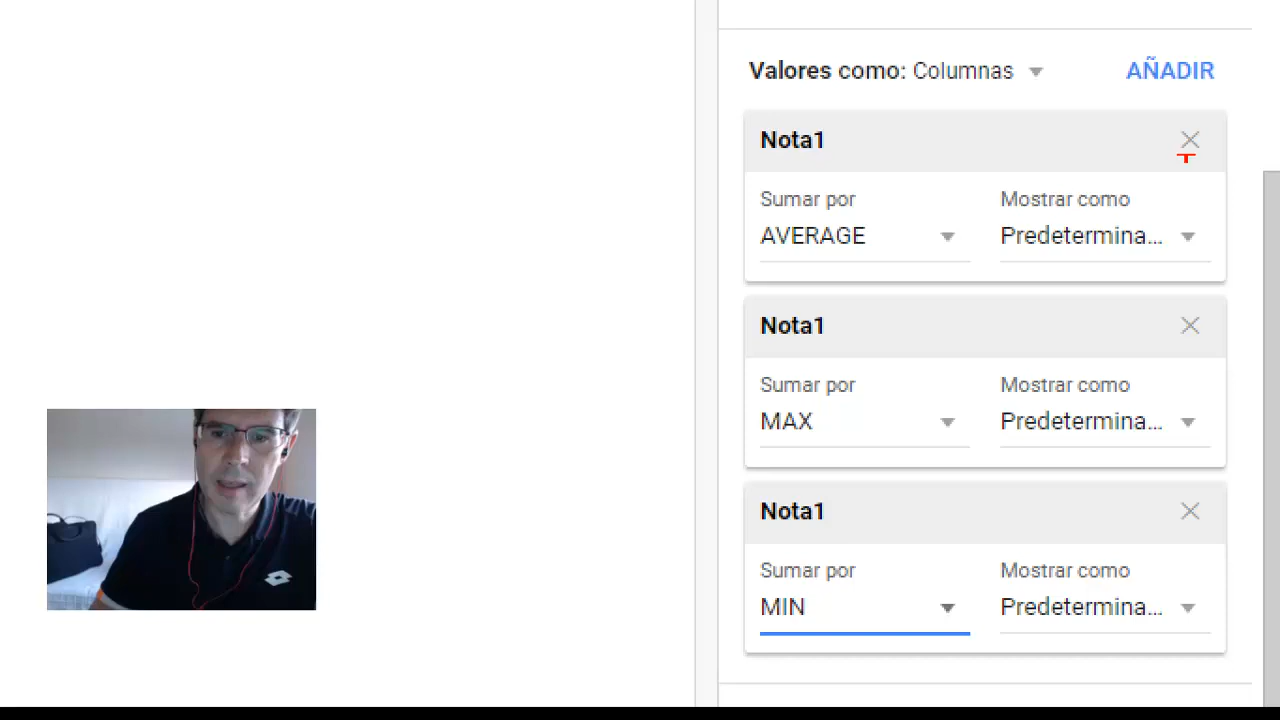 Valores como: Columnas AÑADIR
Nota1
Sumar por Mostrar como
AVERAGE Predetermina...
Nota1
Sumar por Mostrar como
MAX Predetermina...
Nota1
Sumar por Mostrar como
MIN Predetermina...